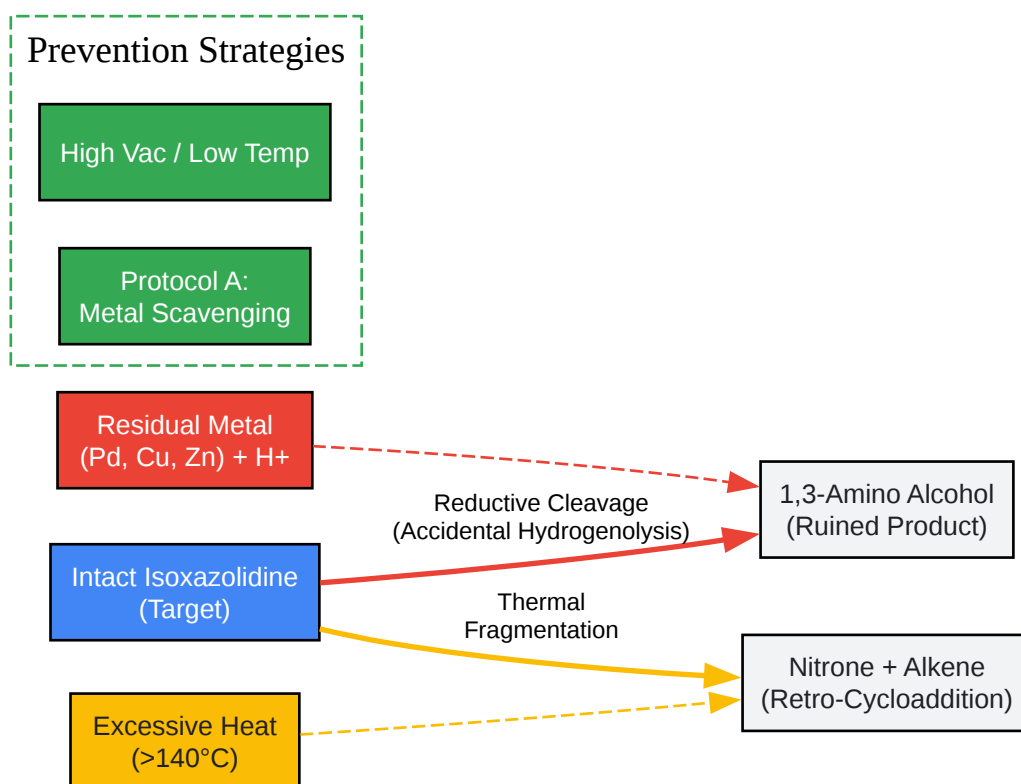 Prevention Strategies
High Vac / Low Temp
Protocol A:
Metal Scavenging
Residual Metal
(Pd, Cu, Zn) + H+
Reductive Cleavage
(Accidental Hydrogenolysis)
1,3-Amino Alcohol
(Ruined Product)
Intact Isoxazolidine
(Target)
Thermal
Fragmentation
Nitrone + Alkene
(Retro-Cycloaddition)
Excessive Heat
(>140°C)